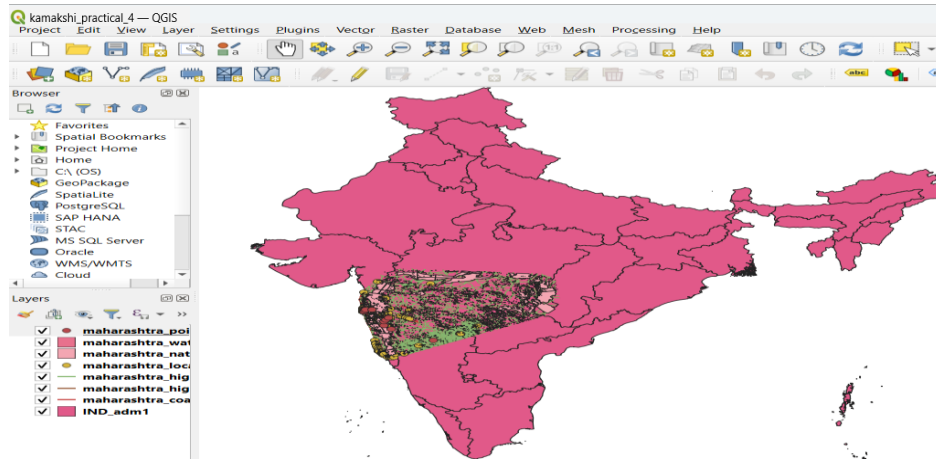 kamakshi_practical_4 — QGIS
Project Edit View Layer Settings Plugins Vector Raster Database Web Mesh Processing Help
abc
Browser
Favorites
Spatial Bookmarks
Project Home
Home
C:\ (OS)
GeoPackage
SpatiaLite
PostgreSQL
SAP HANA
STAC
MS SQL Server
Oracle
WMS/WMTS
Cloud
Layers
maharashtra_poi
maharashtra_wat
maharashtra_nat
maharashtra_loca
maharashtra_hig
maharashtra_hig
maharashtra_coa
IND_adm1